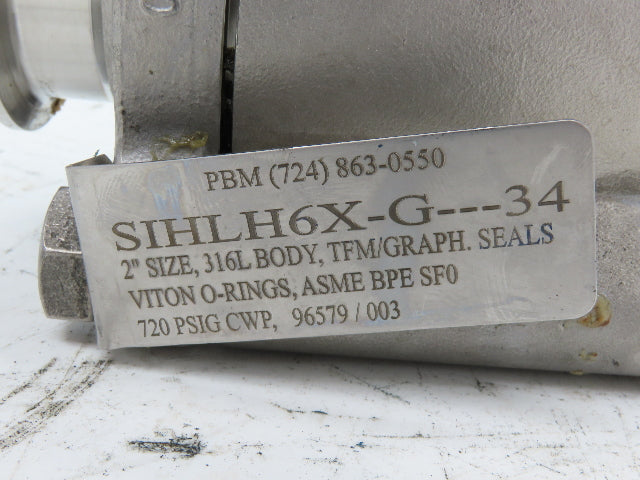 PBM (724) 863-0550
SIHLH6X-G---34
2" SIZE, 316L BODY, TFM/GRAPH. SEALS
VITON O-RINGS, ASME BPE SF0
720 PSIG CWP, 96579 / 003